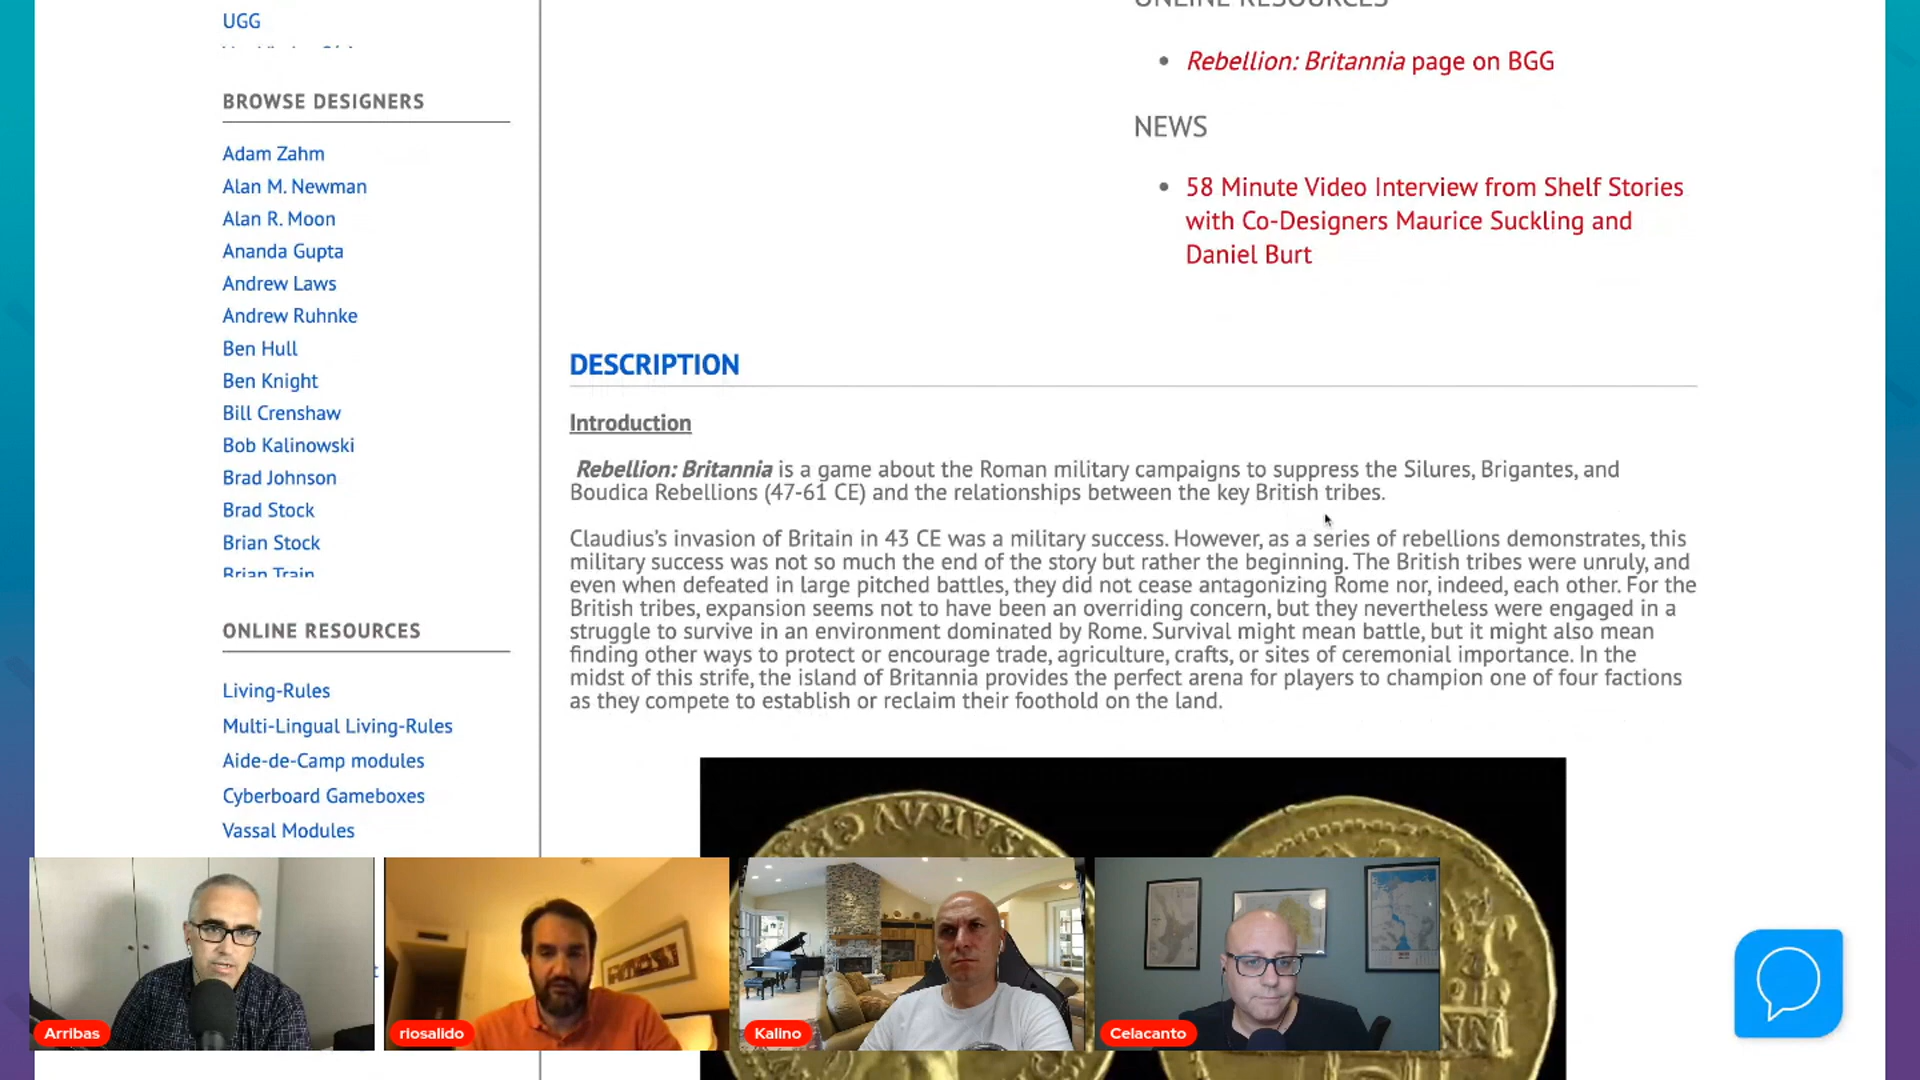 UGG
BROWSE DESIGNERS
Adam Zahm
Alan M. Newman
Alan R. Moon
Ananda Gupta
Andrew Laws
Andrew Ruhnke
Ben Hull
Ben Knight
Bill Crenshaw
Bob Kalinowski
Brad Johnson
Brad Stock
Brian Stock
Brian Train
ONLINE RESOURCES
Living-Rules
Multi-Lingual Living-Rules
Aide-de-Camp modules
Cyberboard Gameboxes
Vassal Modules
ONLINE RESOURCES
Rebellion: Britannia page on BGG
NEWS
58 Minute Video Interview from Shelf Stories
with Co-Designers Maurice Suckling and
Daniel Burt
DESCRIPTION
Introduction
Rebellion: Britannia is a game about the Roman military campaigns to suppress the Silures, Brigantes, and
Boudica Rebellions (47-61 CE) and the relationships between the key British tribes.
Claudius's invasion of Britain in 43 CE was a military success. However, as a series of rebellions demonstrates, this
military success was not so much the end of the story but rather the beginning. The British tribes were unruly, and
even when defeated in large pitched battles, they did not cease antagonizing Rome nor, indeed, each other. For the
British tribes, expansion seems not to have been an overriding concern, but they nevertheless were engaged in a
struggle to survive in an environment dominated by Rome. Survival might mean battle, but it might also mean
finding other ways to protect or encourage trade, agriculture, crafts, or sites of ceremonial importance. In the
midst of this strife, the island of Britannia provides the perfect arena for players to champion one of four factions
as they compete to establish or reclaim their foothold on the land.
Arribas
riosalido
Kalino
Celacanto